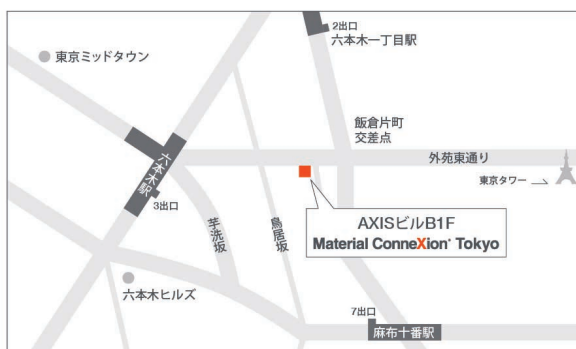 2出口
六本木一丁目駅
東京ミッドタウン
飯倉片町
交差点
外苑東通り
東京タワー
六本木駅
3出口
芋洗坂
鳥居坂
AXISビルB1F
Material ConneXion® Tokyo
六本木ヒルズ
7出口
麻布十番駅